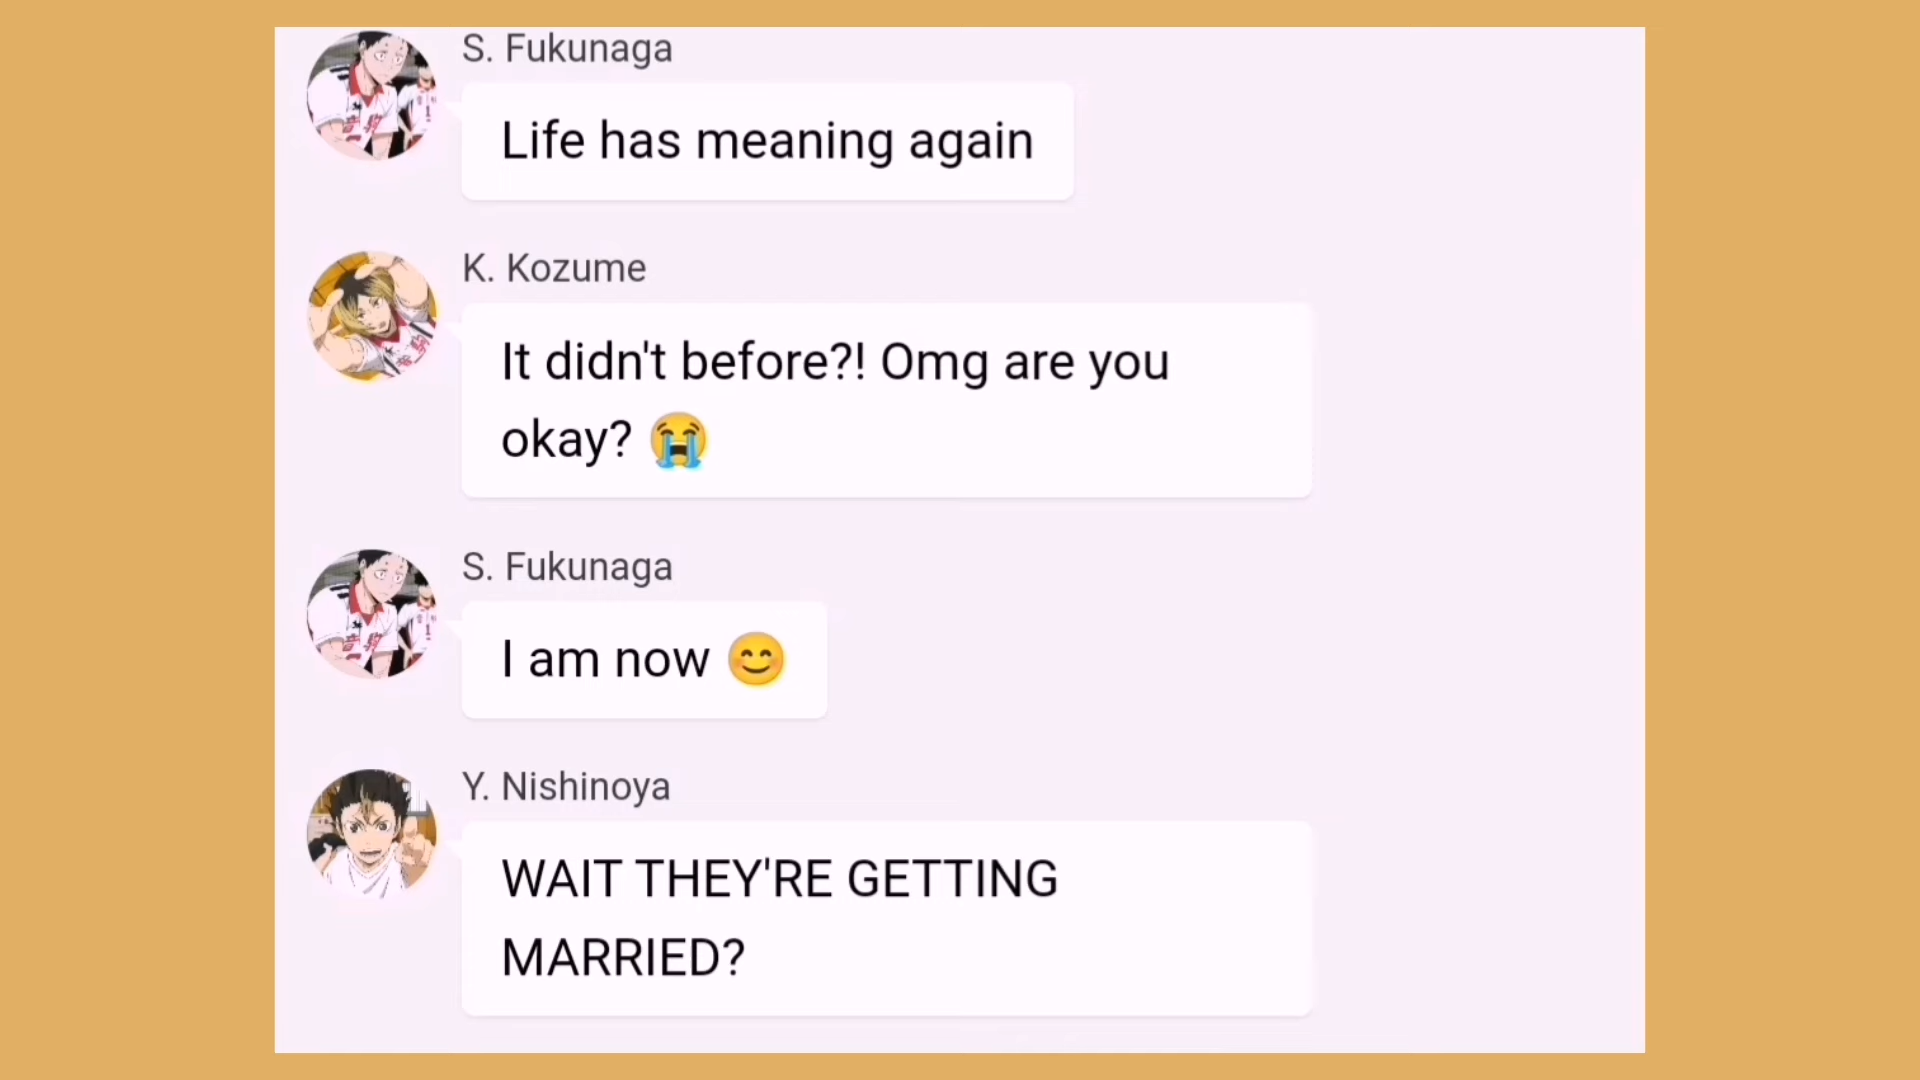 S. Fukunaga
Life has meaning again
K. Kozume
It didn't before?! Omg are you
okay? 😭
S. Fukunaga
I am now 😊
Y. Nishinoya
WAIT THEY'RE GETTING
MARRIED?